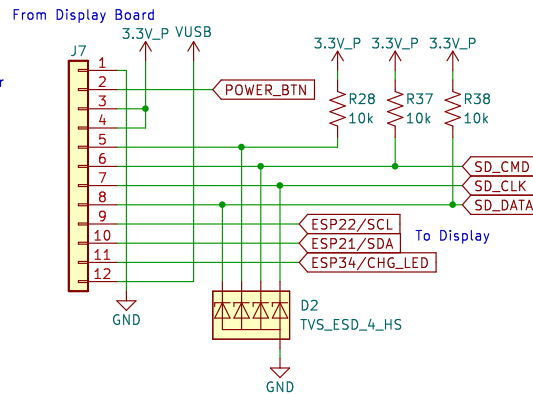 From Display Board
3.3V_P VUSB
J7
3.3V_P 3.3V_P 3.3V_P
1
r
2
POWER_BTN
R28 R37 R38
10k 10k 10k
3
4
5
6
SD_CMD
7
SD_CLK
8
SD_DATA
9
ESP22/SCL
To Display
10
ESP21/SDA
11
ESP34/CHG_LED
12
GND
D2
TVS_ESD_4_HS
GND